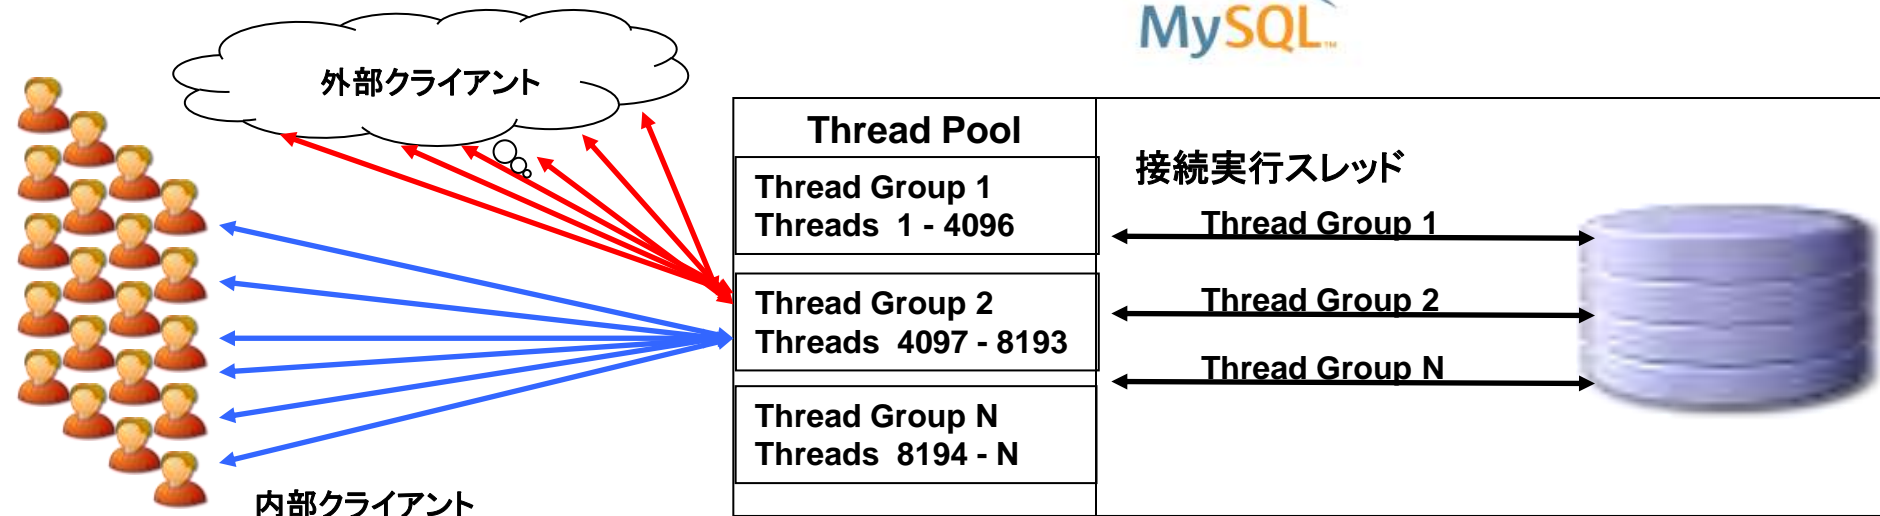 MySQL™
外部クライアント
Thread Pool
Thread Group 1
Threads 1 - 4096
Thread Group 2
Threads 4097 - 8193
Thread Group N
Threads 8194 - N
接続実行スレッド
Thread Group 1
Thread Group 2
Thread Group N
内部クライアント